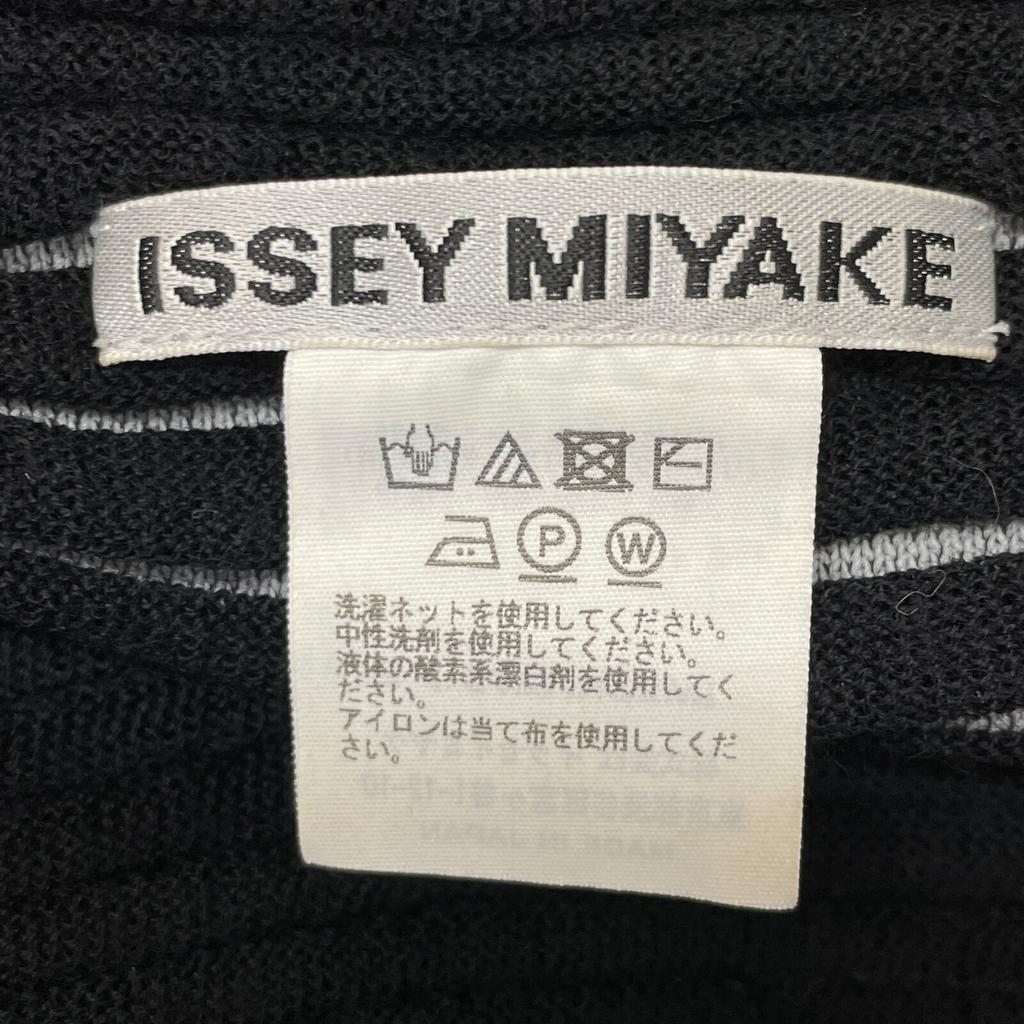 ISSEY MIYAKE
P W
洗濯ネットを使用してください。
中性洗剤を使用してください。
液体の酸素系漂白剤を使用してく
ださい。
アイロンは当て布を使用してくだ
さい。
MADE IN JAPAN